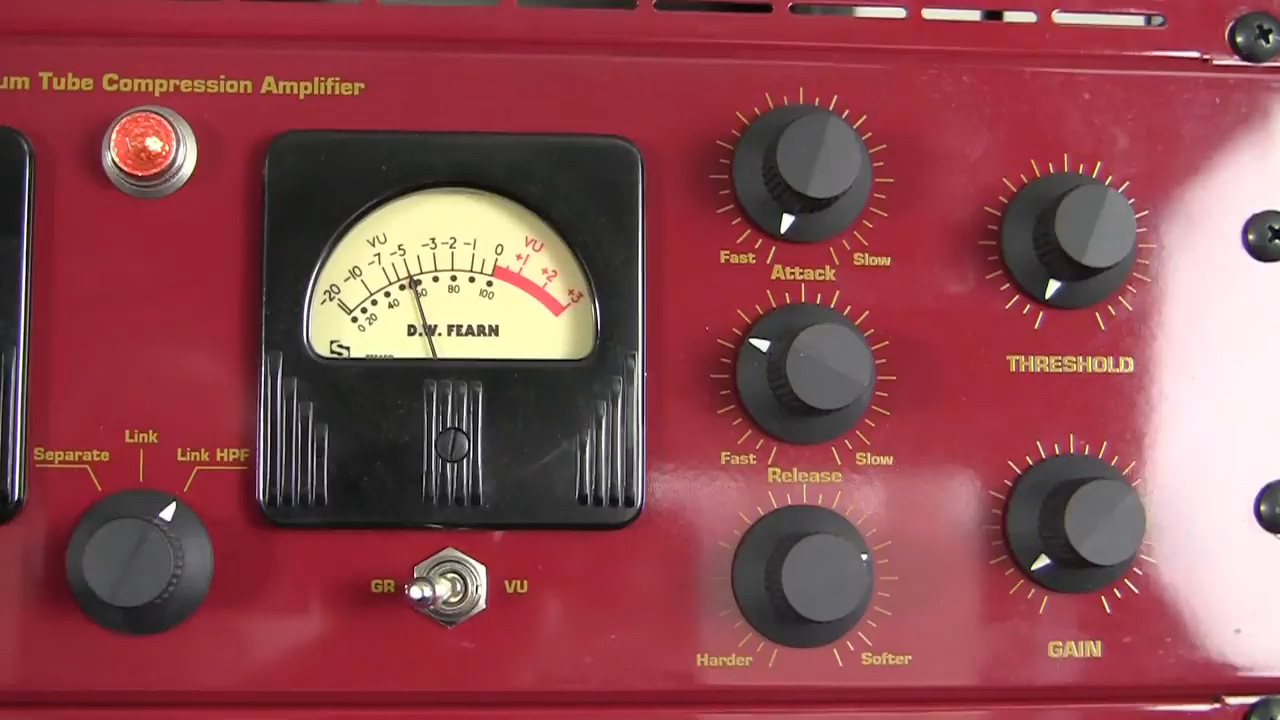 um Tube Compression Amplifier
VU
VU
-20 -10 -7 -5 -3 -2 -1 0 +1 +2 +3
0 20 40 60 80 100
D.W. FEARN
Fast
Slow
Attack
THRESHOLD
Fast
Slow
Release
Separate
Link
Link HPF
GR
VU
Harder
Softer
GAIN